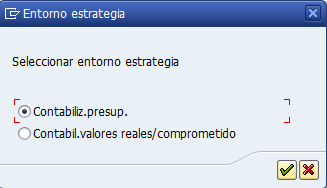 Entorno estrategia
Seleccionar entorno estrategia
Contabiliz.presup.
Contabil.valores reales/comprometido